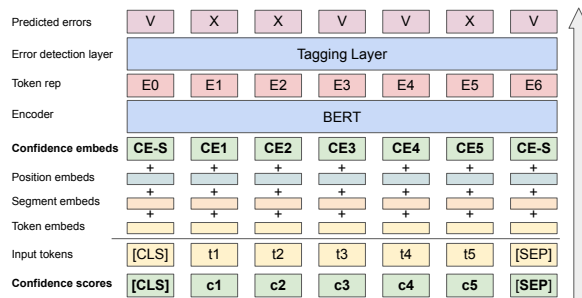 Predicted errors V X X V V X V
Error detection layer Tagging Layer
Token rep E0 E1 E2 E3 E4 E5 E6
Encoder BERT
Confidence embeds CE-S CE1 CE2 CE3 CE4 CE5 CE-S
+ + + + + + +
Position embeds
+ + + + + + +
Segment embeds
+ + + + + + +
Token embeds
Input tokens [CLS] t1 t2 t3 t4 t5 [SEP]
Confidence scores [CLS] c1 c2 c3 c4 c5 [SEP]